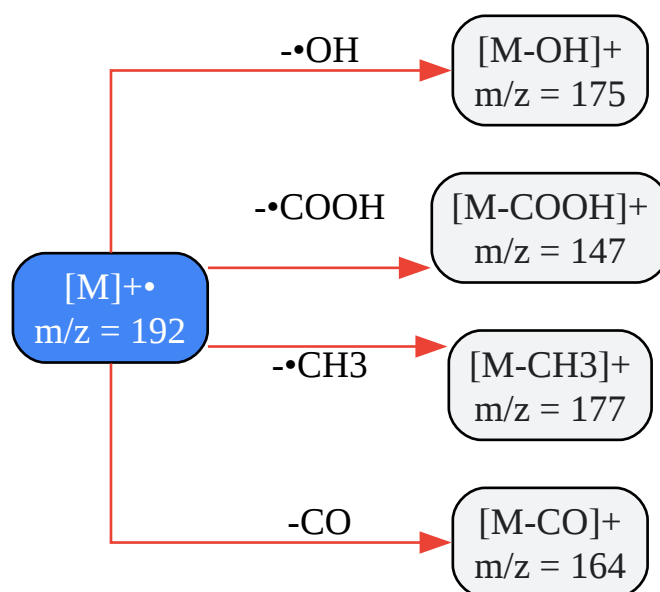 -•OH
[M-OH]+
m/z = 175
-•COOH
[M-COOH]+
m/z = 147
[M]+•
m/z = 192
-•CH3
[M-CH3]+
m/z = 177
-CO
[M-CO]+
m/z = 164